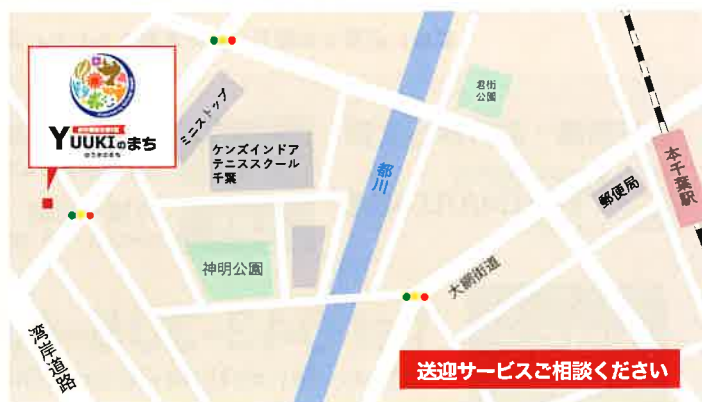 YUUKIのまち
ミニストップ
ケンズインドア
テニススクール
千葉
都川
君街
公園
本千葉駅
郵便局
神明公園
大網街道
湾岸道路
送迎サービスご相談ください